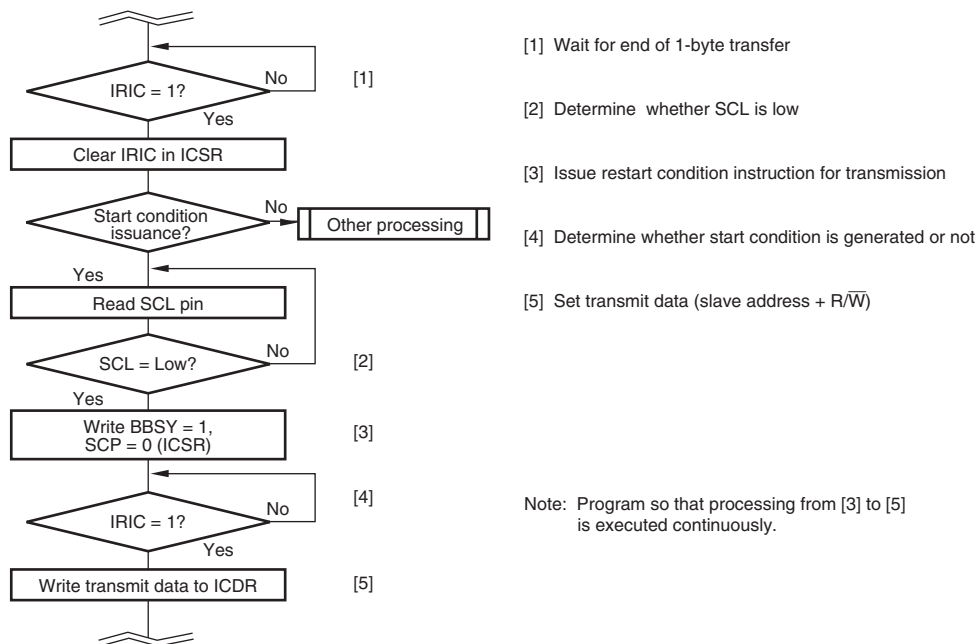 IRIC = 1?
No
[1]
Yes
Clear IRIC in ICSR
Start condition
issuance?
No
Other processing
Yes
Read SCL pin
SCL = Low?
No
[2]
Yes
Write BBSY = 1,
SCP = 0 (ICSR)
[3]
IRIC = 1?
No
[4]
Yes
Write transmit data to ICDR
[5]
[1] Wait for end of 1-byte transfer
[2] Determine whether SCL is low
[3] Issue restart condition instruction for transmission
[4] Determine whether start condition is generated or not
[5] Set transmit data (slave address + R/W̅)
Note: Program so that processing from [3] to [5]
is executed continuously.